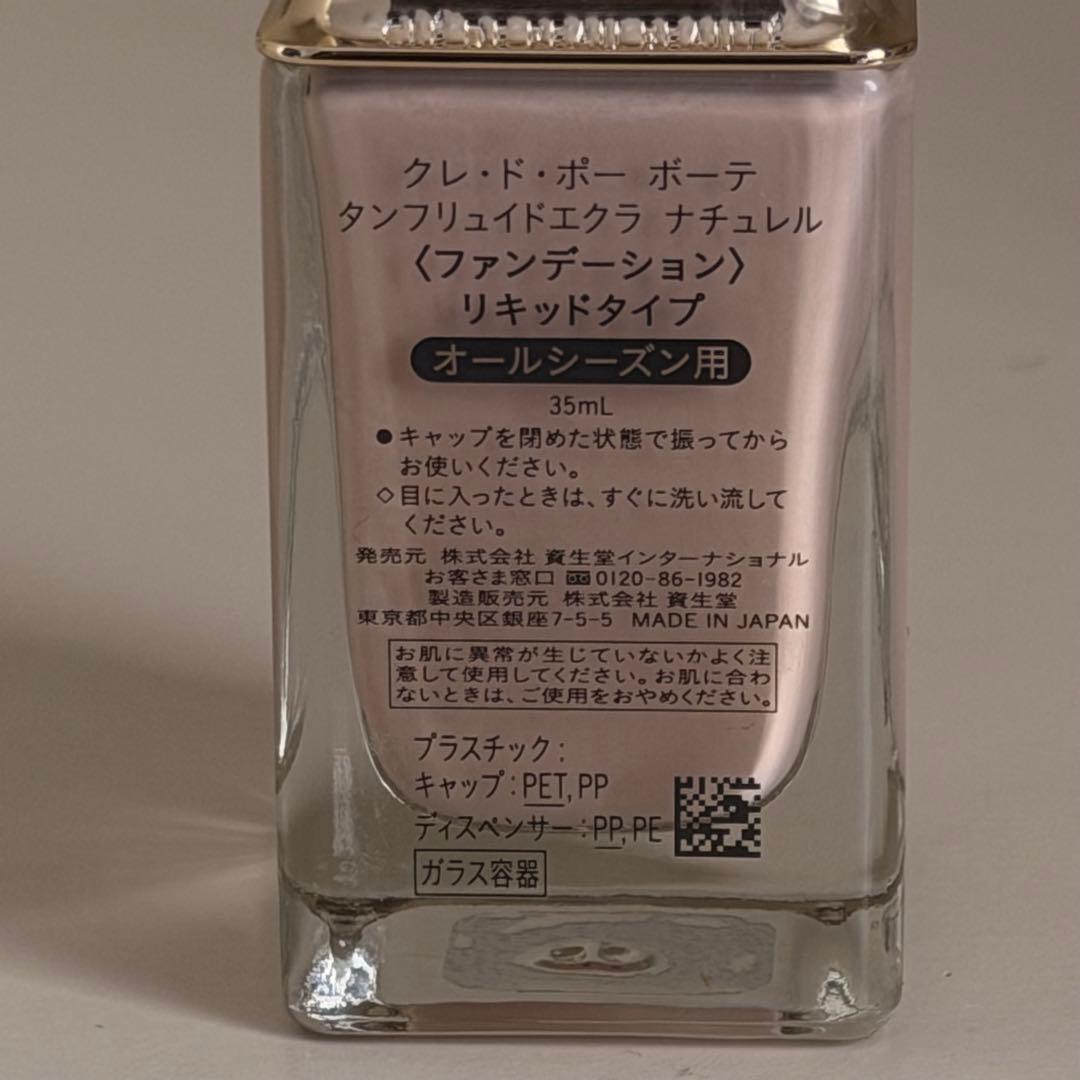 クレ・ド・ポー ボーテ
タンフリュイドエクラ ナチュレル
〈ファンデーション〉
リキッドタイプ
オールシーズン用
35mL
●キャップを閉めた状態で振ってから
お使いください。
◇目に入ったときは、すぐに洗い流して
ください。
発売元 株式会社 資生堂インターナショナル
お客さま窓口 0120-86-1982
製造販売元 株式会社 資生堂
東京都中央区銀座7-5-5 MADE IN JAPAN
お肌に異常が生じていないかよく注
意して使用してください。お肌に合わ
ないときは、ご使用をおやめください。
プラスチック:
キャップ:PET,PP
ディスペンサー:PP,PE
ガラス容器